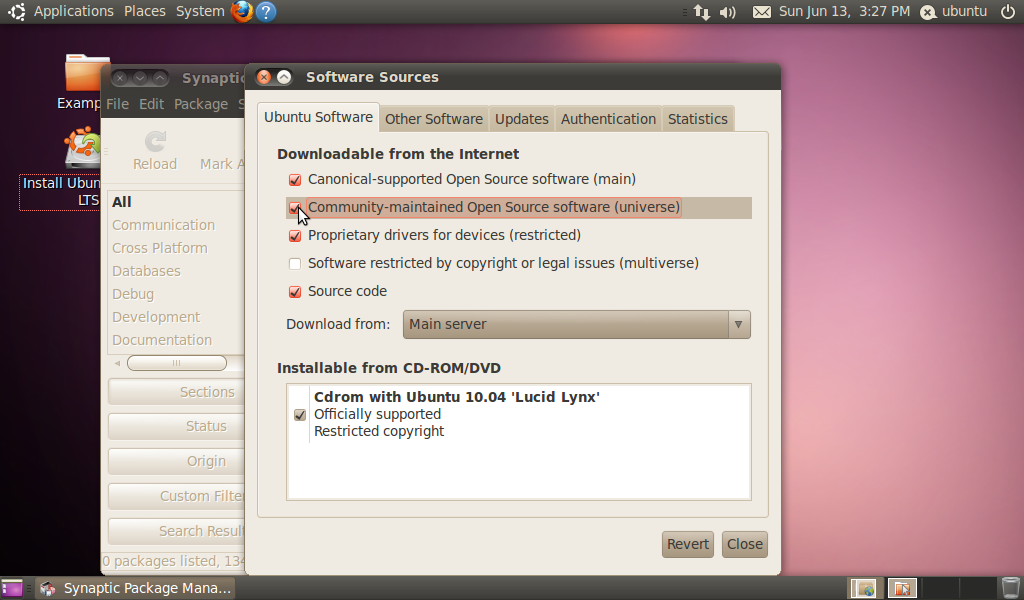 Applications Places System
Sun Jun 13, 3:27 PM
ubuntu
Examp
Install Ubun
LTS
Synaptic
File Edit Package S
Reload Mark A
All
Communication
Cross Platform
Databases
Debug
Development
Documentation
Sections
Status
Origin
Custom Filte
Search Resul
0 packages listed, 134
Software Sources
Ubuntu Software Other Software Updates Authentication Statistics
Downloadable from the Internet
Canonical-supported Open Source software (main)
Community-maintained Open Source software (universe)
Proprietary drivers for devices (restricted)
Software restricted by copyright or legal issues (multiverse)
Source code
Download from: Main server
Installable from CD-ROM/DVD
Cdrom with Ubuntu 10.04 'Lucid Lynx'
Officially supported
Restricted copyright
Revert Close
Synaptic Package Mana...